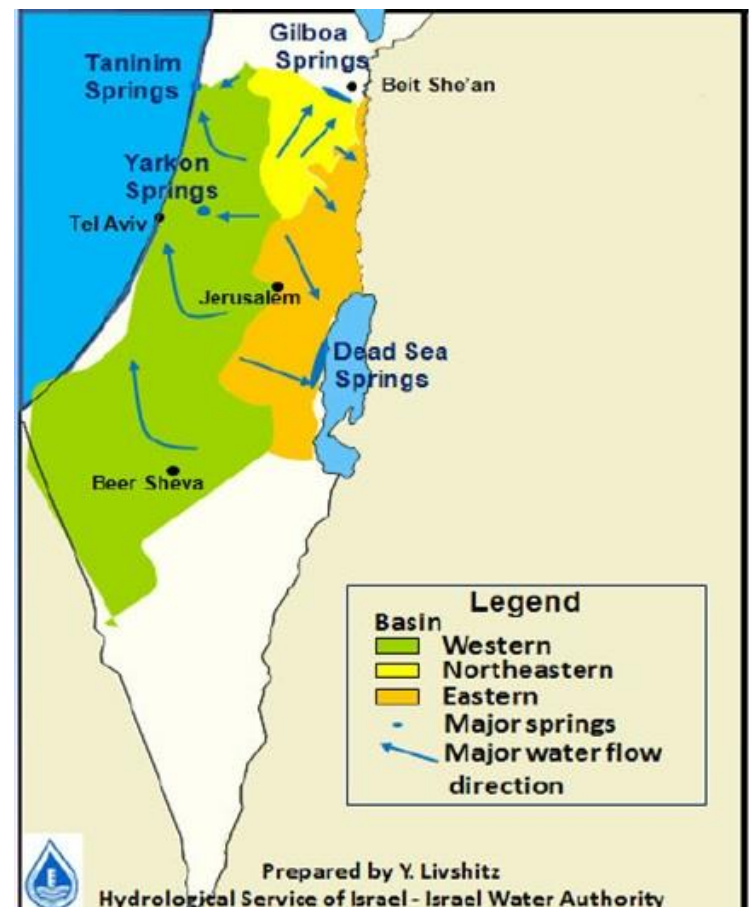 Gilboa
Springs
Taninim
Springs
Beit She'an
Yarkon
Springs
Tel Aviv
Jerusalem
Dead Sea
Springs
Beer Sheva
Legend
Basin
Western
Northeastern
Eastern
Major springs
Major water flow
direction
Prepared by Y. Livshitz
Hydrological Service of Israel - Israel Water Authority